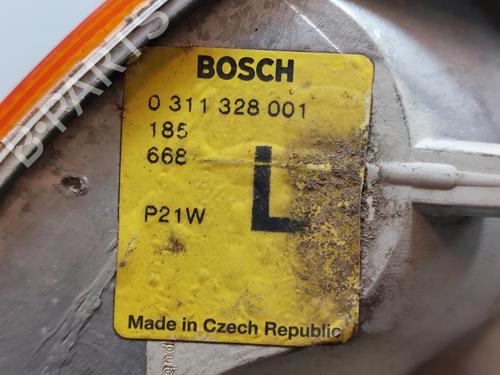 B-PARTS
BOSCH
0 311 328 001
185
668
L
P21W
Made in Czech Republic